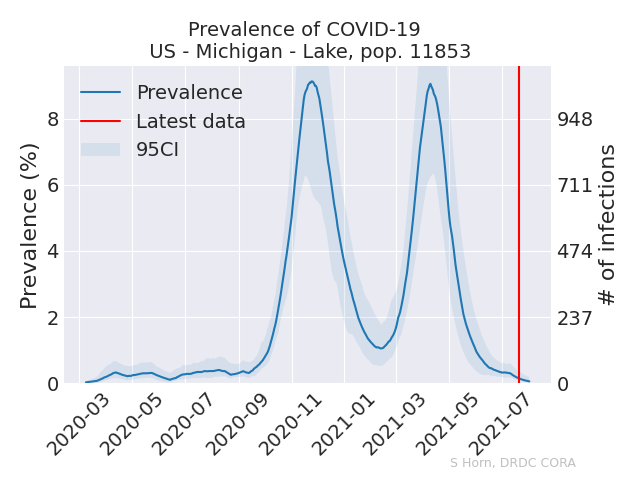 Prevalence of COVID-19
US - Michigan - Lake, pop. 11853
Prevalence
Latest data
95CI
Prevalence (%)
8
6
4
2
0
948
711
474
237
0
# of infections
2020-03
2020-05
2020-07
2020-09
2020-11
2021-01
2021-03
2021-05
2021-07
S Horn, DRDC CORA